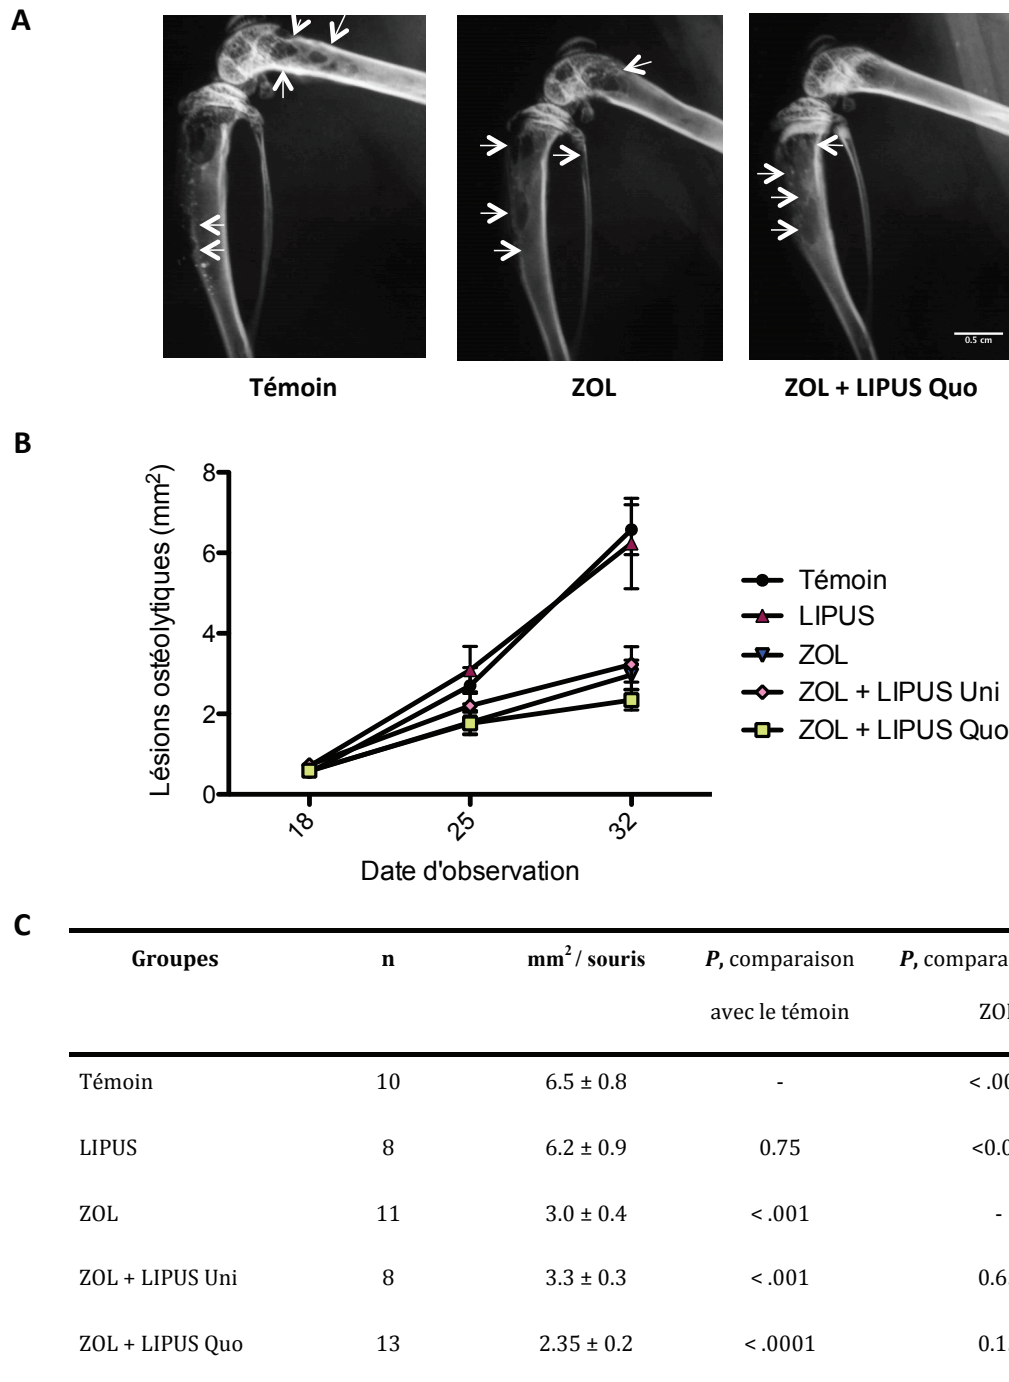 A
0.5 cm
Témoin ZOL ZOL + LIPUS Quo
B
Lésions ostéolytiques (mm2)
8
6
4
2
0
18 25 32
Date d'observation
Témoin
LIPUS
ZOL
ZOL + LIPUS Uni
ZOL + LIPUS Quo
C
Groupes n mm2 / souris P, comparaison P,
avec le témoin
Témoin 10 6.5 ± 0.8 -
LIPUS 8 6.2 ± 0.9 0.75
ZOL 11 3.0 ± 0.4 < .001 -
ZOL + LIPUS Uni 8 3.3 ± 0.3 < .001
ZOL + LIPUS Quo 13 2.35 ± 0.2 < .0001